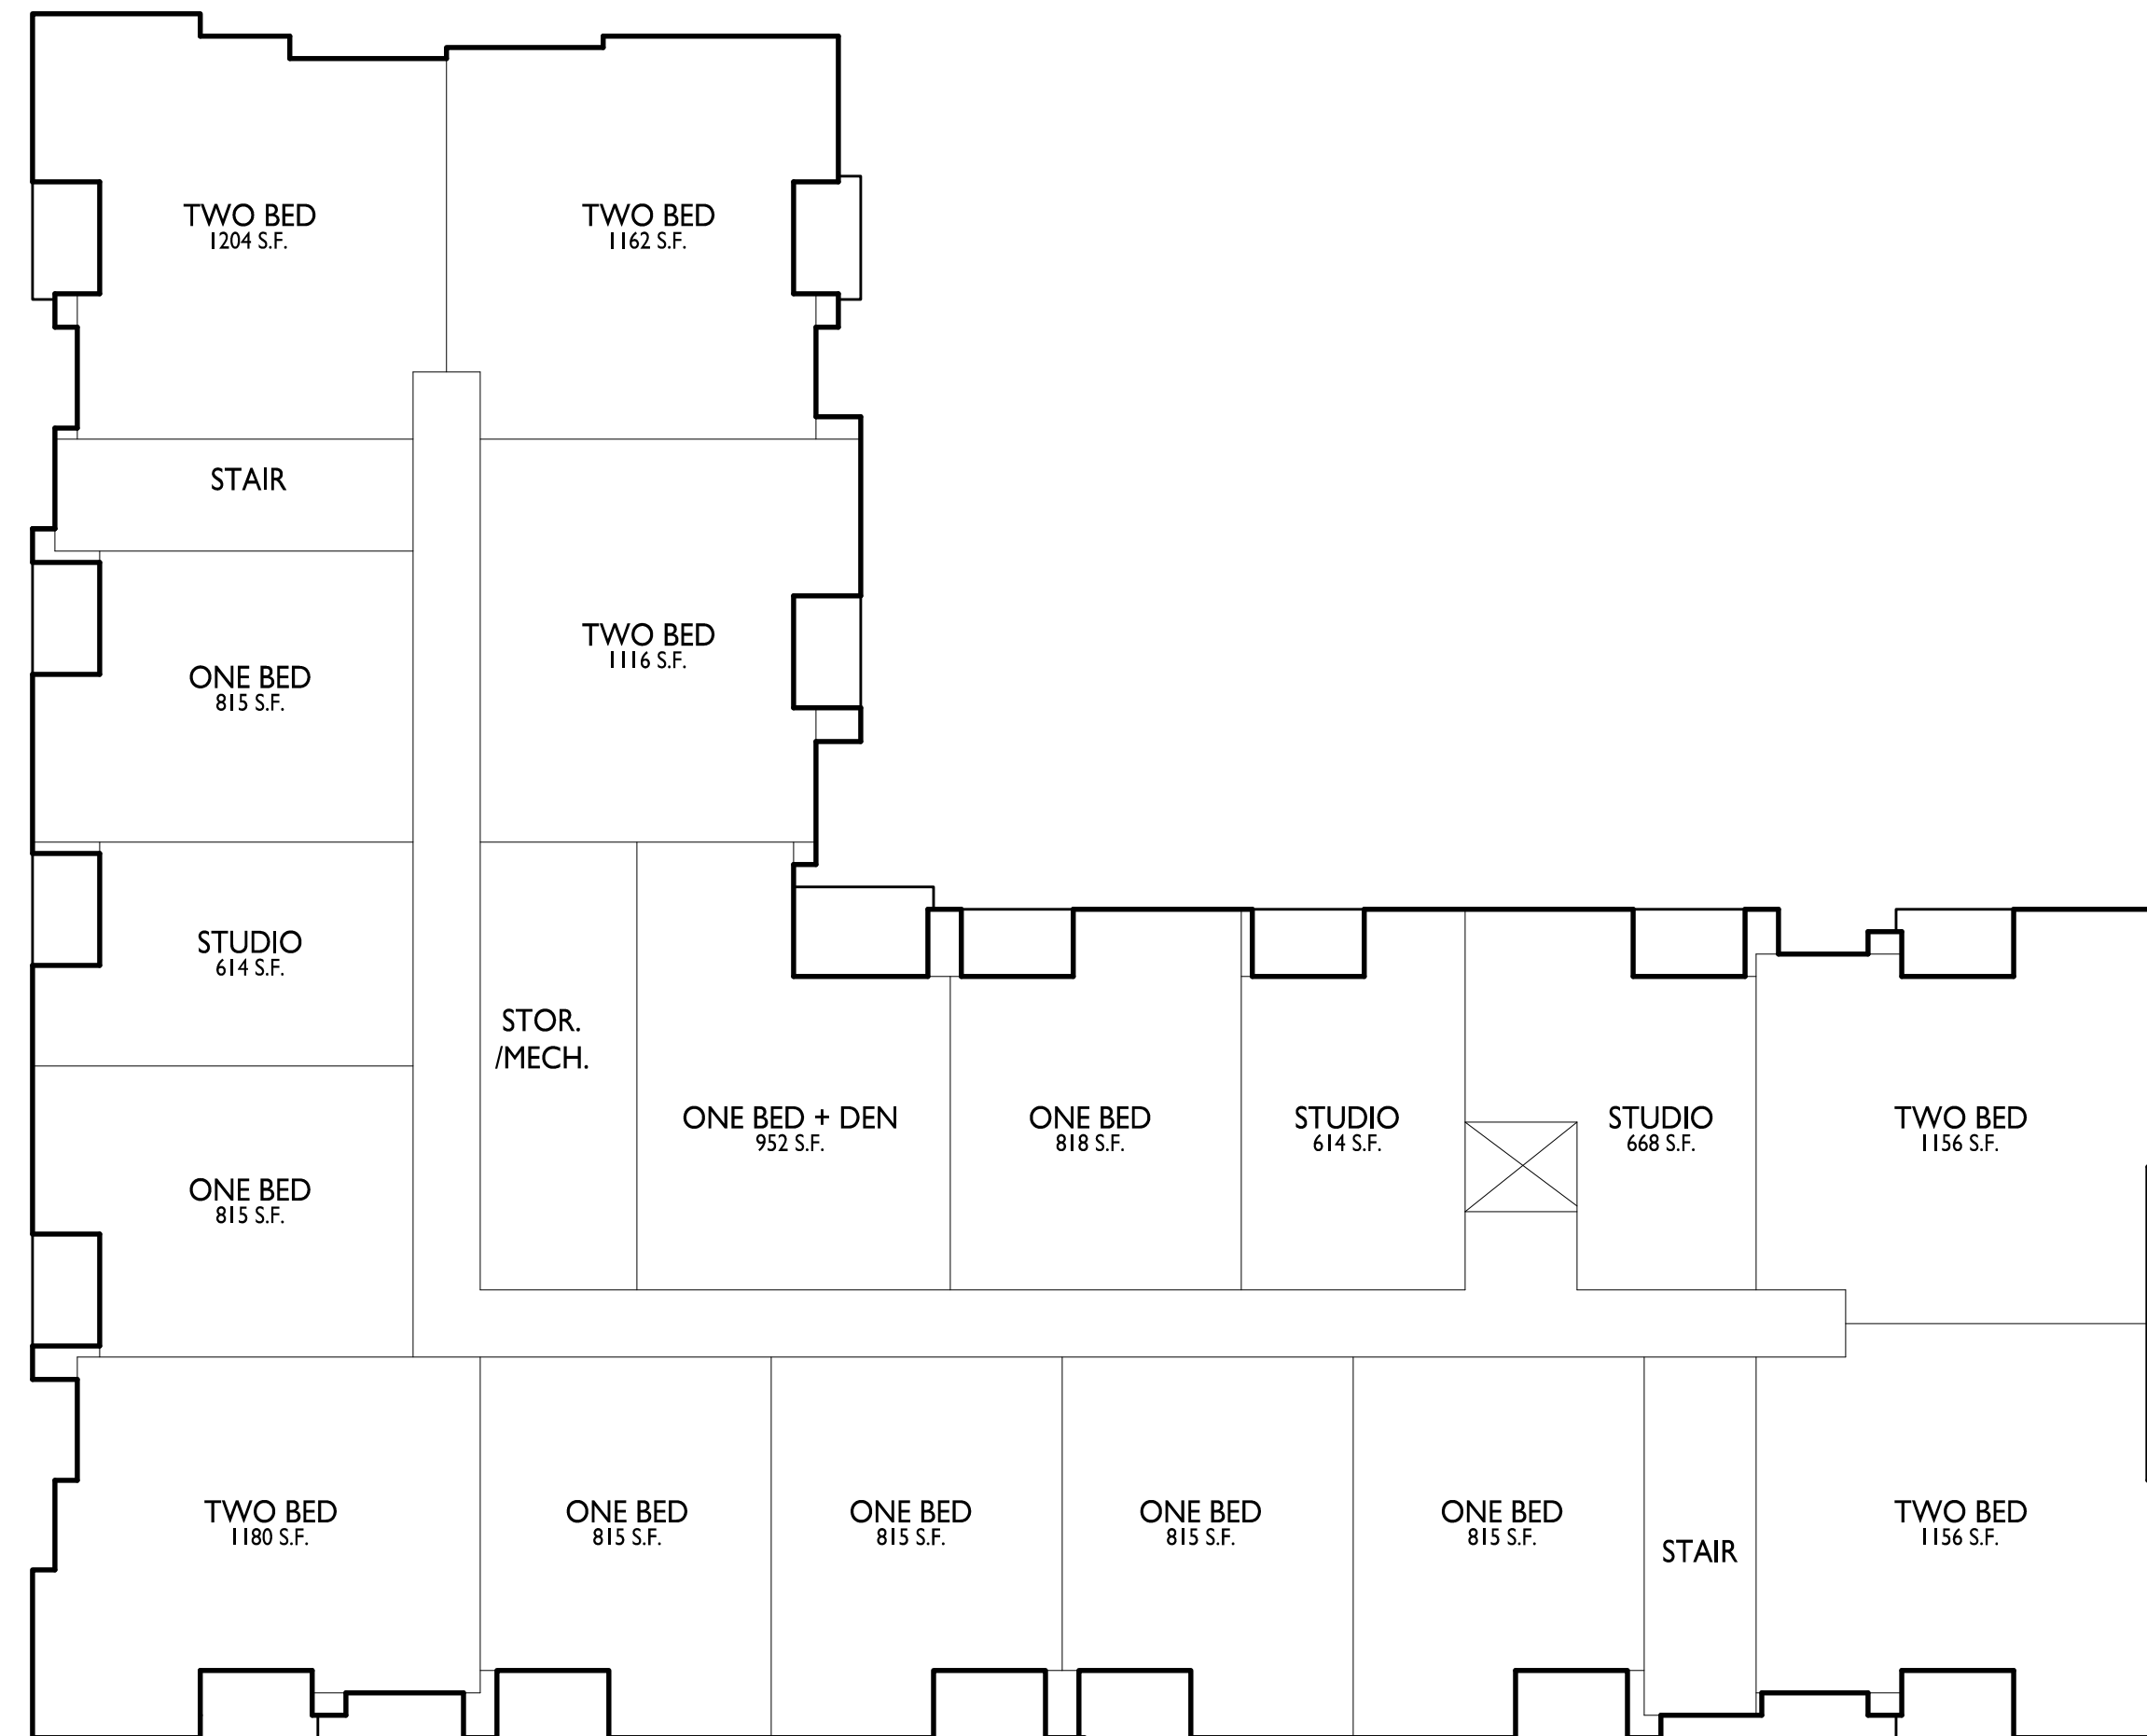 TWO BED
1204 S.F.
TWO BED
1162 S.F.
STAIR
TWO BED
1116 S.F.
ONE BED
815 S.F.
STUDIO
614 S.F.
STOR.
/MECH.
ONE BED + DEN
952 S.F.
ONE BED
818 S.F.
STUDIO
614 S.F.
STUDIO
668 S.F.
TWO BED
1156 S.F.
ONE BED
815 S.F.
TWO BED
1180 S.F.
ONE BED
815 S.F.
ONE BED
815 S.F.
ONE BED
815 S.F.
ONE BED
815 S.F.
STAIR
TWO BED
1156 S.F.